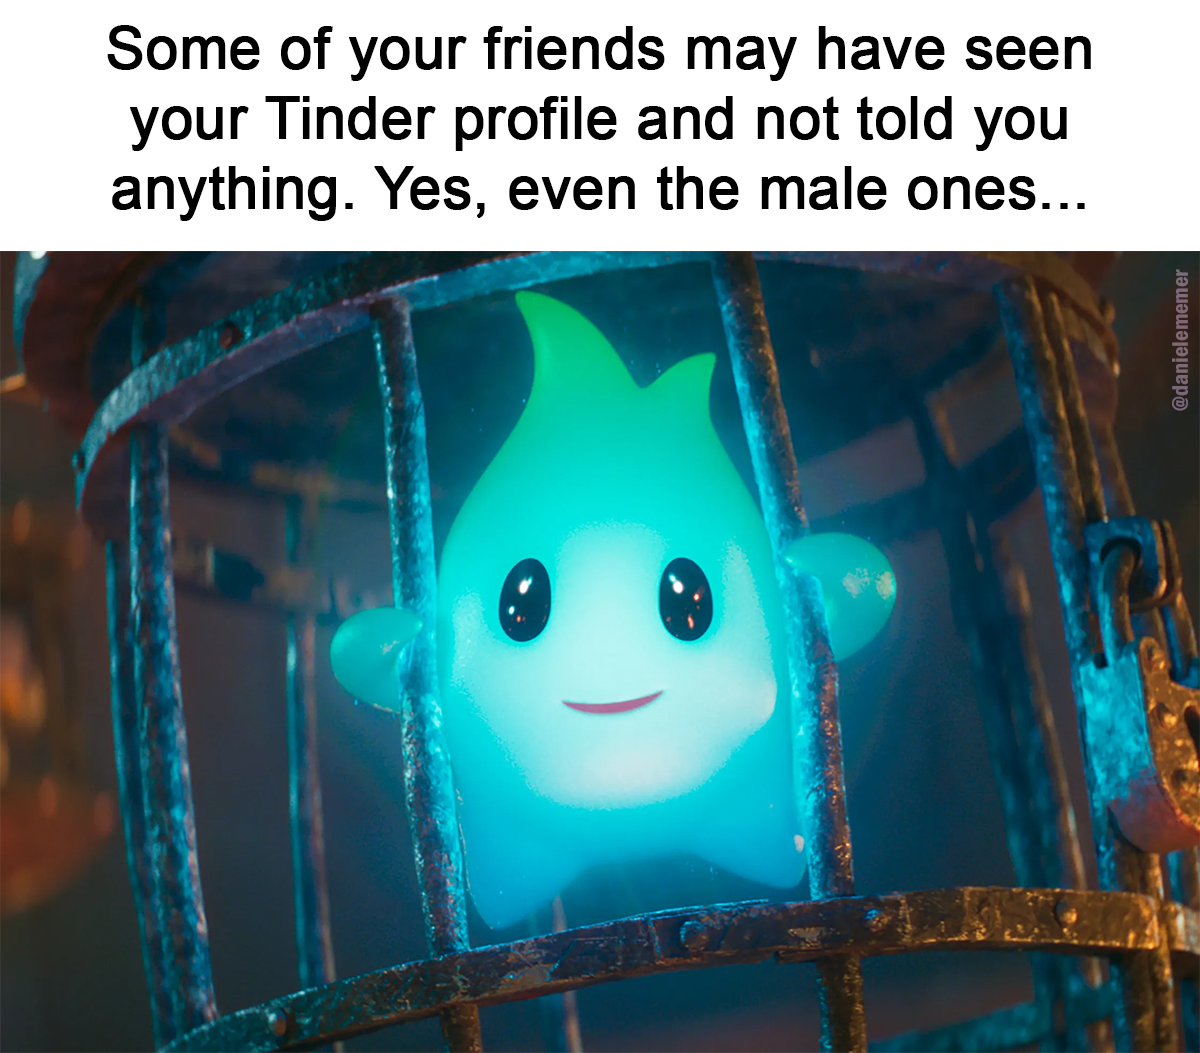 Some of your friends may have seen
your Tinder profile and not told you
anything. Yes, even the male ones...
@danielememer